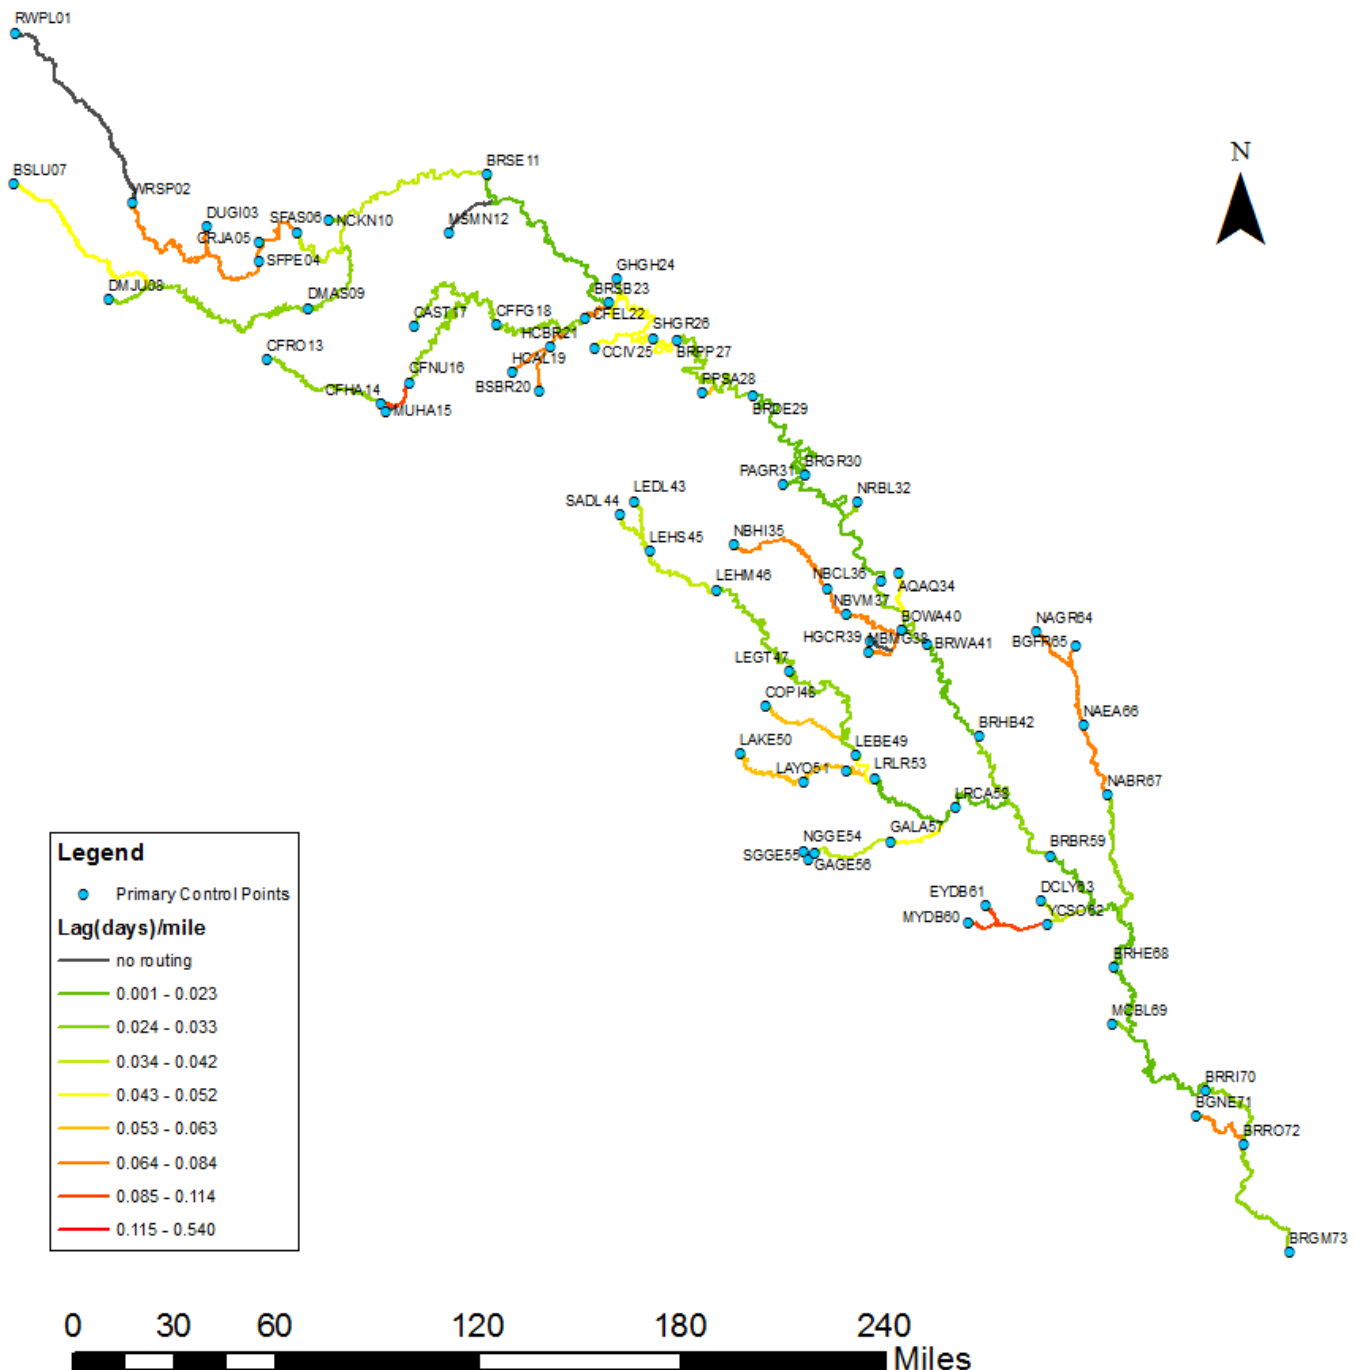 RWPL01
N
BSLU07
BRSE11
WRSP02
DUGI03
SFAS06
NCKN10
MSMN12
CRJA05
SFPE04
GHGH24
DMJU08
DMAS09
BRSB23
CAST17
CFFG18
CFEL22
SHGR26
HCBR21
CCIV25
BRPP27
CFRO13
HCAL19
CFNU16
BSBR20
PPSA28
CFHA14
MUHA15
BRDE29
PAGR31
BRGR30
NRBL32
LEDL43
SADL44
LEHS45
NBHI35
LEHM46
NBCL36
AQAQ34
NBVM37
BOWA40
NAGR64
HGCR39
MBMG38
BRWA41
BGFR65
LEGT47
COPI48
BRHB42
NAEA66
LAKE50
LEBE49
LAYO51
LRLR53
NABR67
LRCA58
GALA57
NGGE54
SGGE55
GAGE56
BRBR59
EYDB61
DCLY63
MYDB60
YCSO62
BRHE68
MCBL69
BRRI70
BGNE71
BRRO72
BRGM73
Legend
Primary Control Points
Lag(days)/mile
no routing
0.001 - 0.023
0.024 - 0.033
0.034 - 0.042
0.043 - 0.052
0.053 - 0.063
0.064 - 0.084
0.085 - 0.114
0.115 - 0.540
0 30 60 120 180 240
Miles